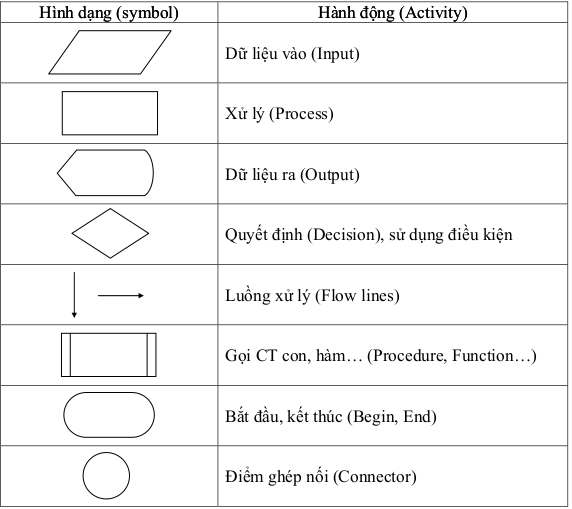 Hình dạng (symbol)
Hành động (Activity)
Dữ liệu vào (Input)
Xử lý (Process)
Dữ liệu ra (Output)
Quyết định (Decision), sử dụng điều kiện
Luồng xử lý (Flow lines)
Gọi CT con, hàm… (Procedure, Function…)
Bắt đầu, kết thúc (Begin, End)
Điểm ghép nối (Connector)